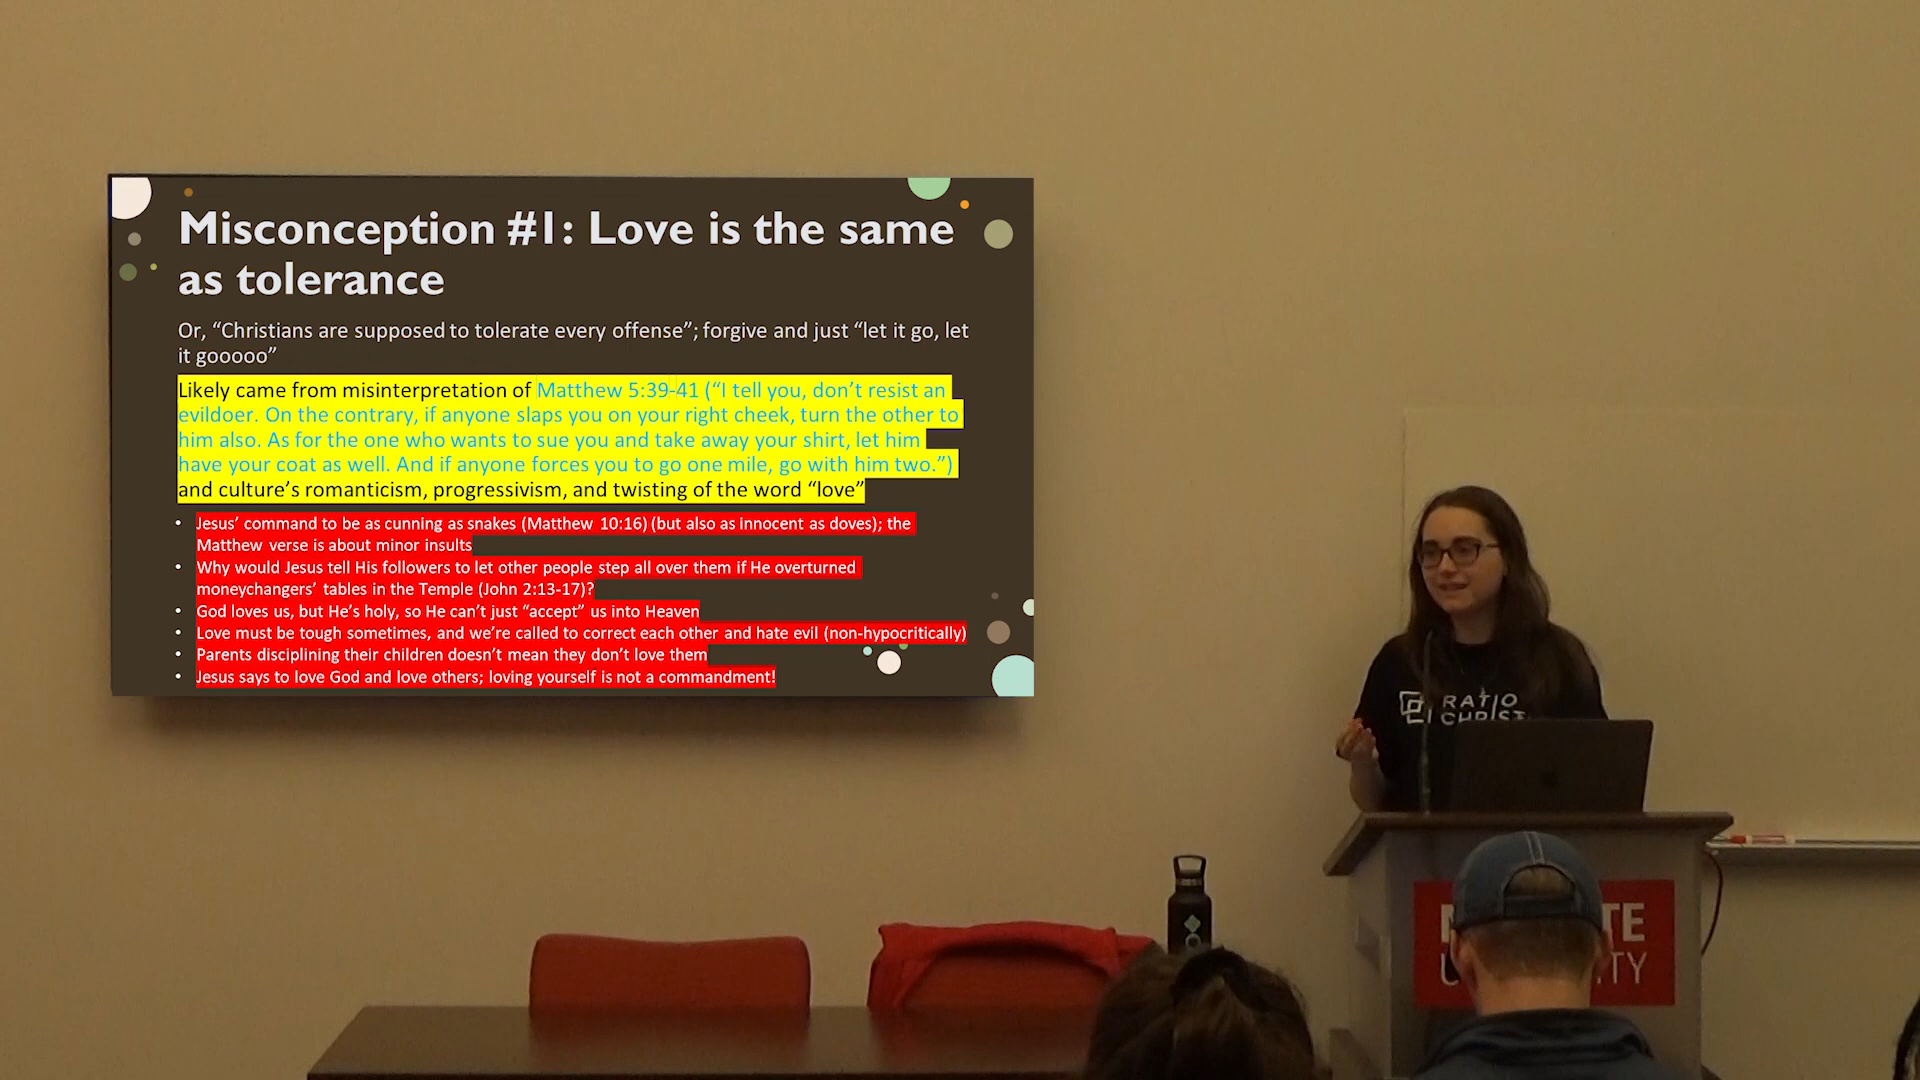 Misconception #1: Love is the same
as tolerance
Or, “Christians are supposed to tolerate every offense”; forgive and just “let it go, let
it gooooo”
Likely came from misinterpretation of Matthew 5:39-41 (“I tell you, don’t resist an
evildoer. On the contrary, if anyone slaps you on your right cheek, turn the other to
him also. As for the one who wants to sue you and take away your shirt, let him
have your coat as well. And if anyone forces you to go one mile, go with him two.”)
and culture’s romanticism, progressivism, and twisting of the word “love”
• Jesus’ command to be as cunning as snakes (Matthew 10:16) (but also as innocent as doves); the
Matthew verse is about minor insults
• Why would Jesus tell His followers to let other people step all over them if He overturned
moneychangers’ tables in the Temple (John 2:13-17)?
• God loves us, but He’s holy, so He can’t just “accept” us into Heaven
• Love must be tough sometimes, and we’re called to correct each other and hate evil (non-hypocritically)
• Parents disciplining their children doesn’t mean they don’t love them
• Jesus says to love God and love others; loving yourself is not a commandment!
RATIO
CHRISTI